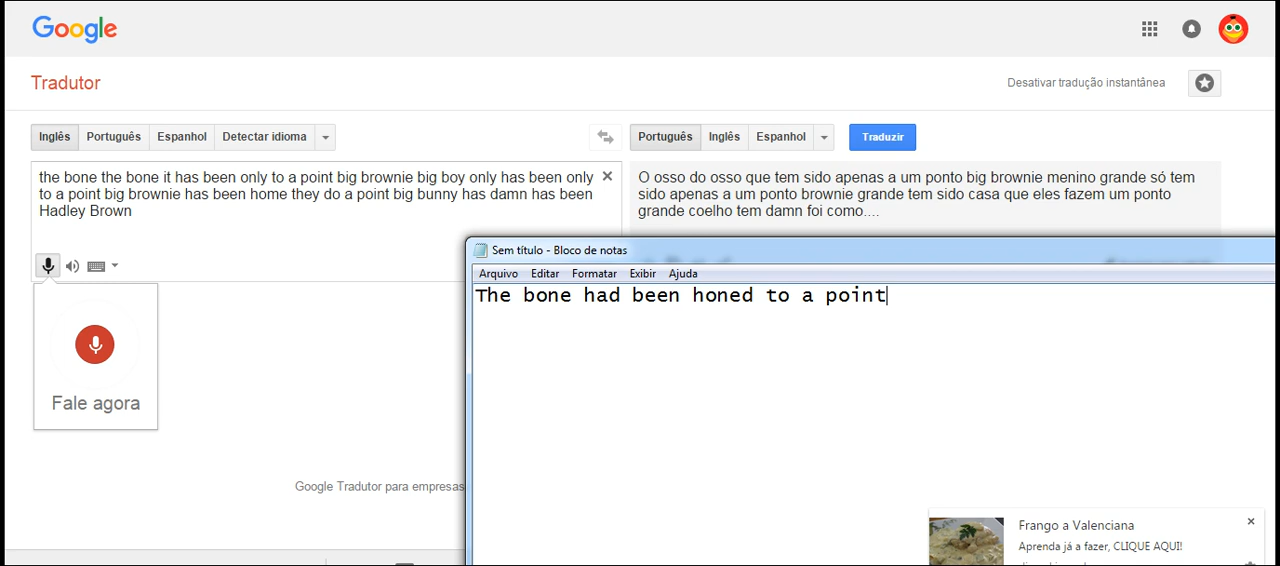 Google
Tradutor
Desativar tradução instantânea
Inglês Português Espanhol Detectar idioma
Português Inglês Espanhol Traduzir
the bone the bone it has been only to a point big brownie big boy only has been only
to a point big brownie has been home they do a point big bunny has damn has been
Hadley Brown
O osso do osso que tem sido apenas a um ponto big brownie menino grande só tem
sido apenas a um ponto brownie grande tem sido casa que eles fazem um ponto
grande coelho tem damn foi como....
Sem título - Bloco de notas
Arquivo Editar Formatar Exibir Ajuda
The bone had been honed to a point
Fale agora
Google Tradutor para empresas
Frango a Valenciana
Aprenda já a fazer, CLIQUE AQUI!